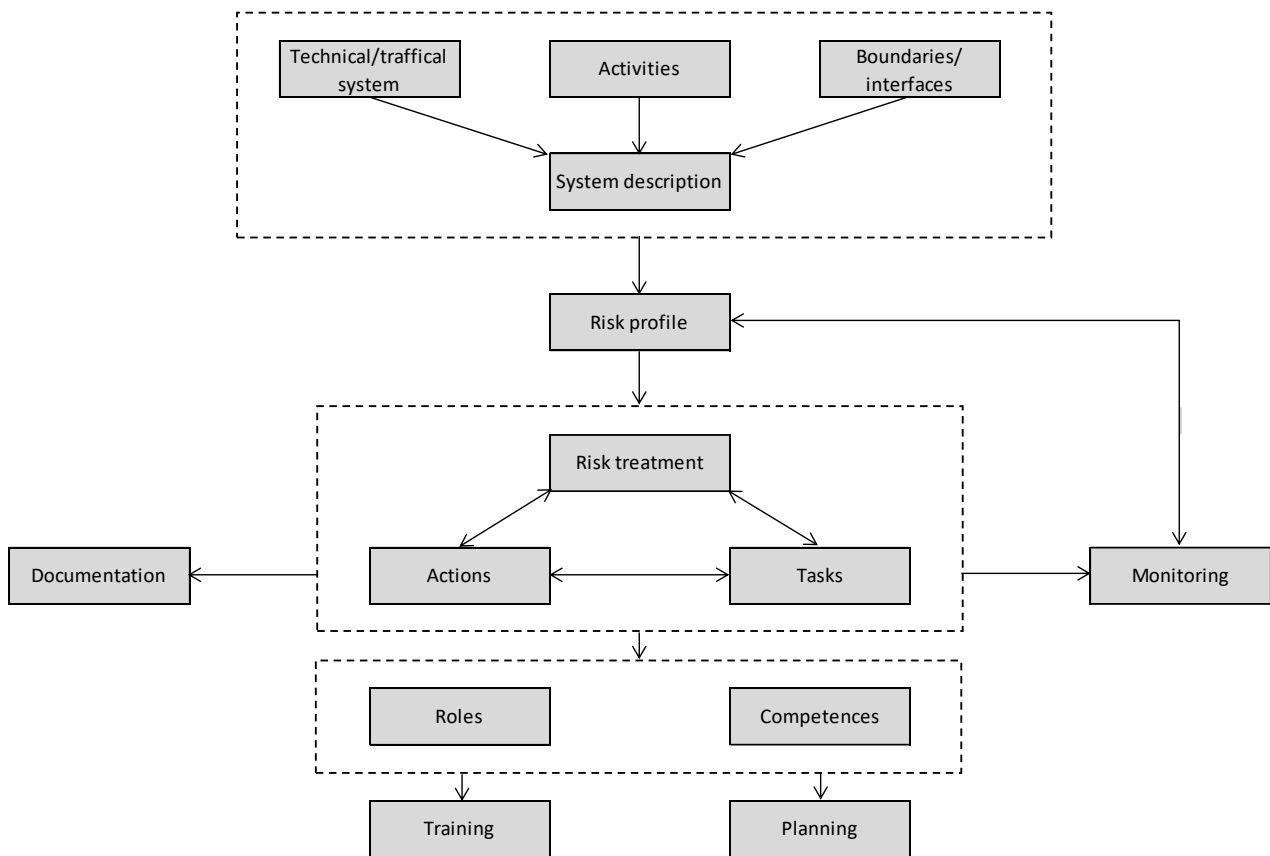 Technical/traffical
system
Activities
Boundaries/
interfaces
System description
Risk profile
Risk treatment
Documentation
Actions
Tasks
Monitoring
Roles
Competences
Training
Planning